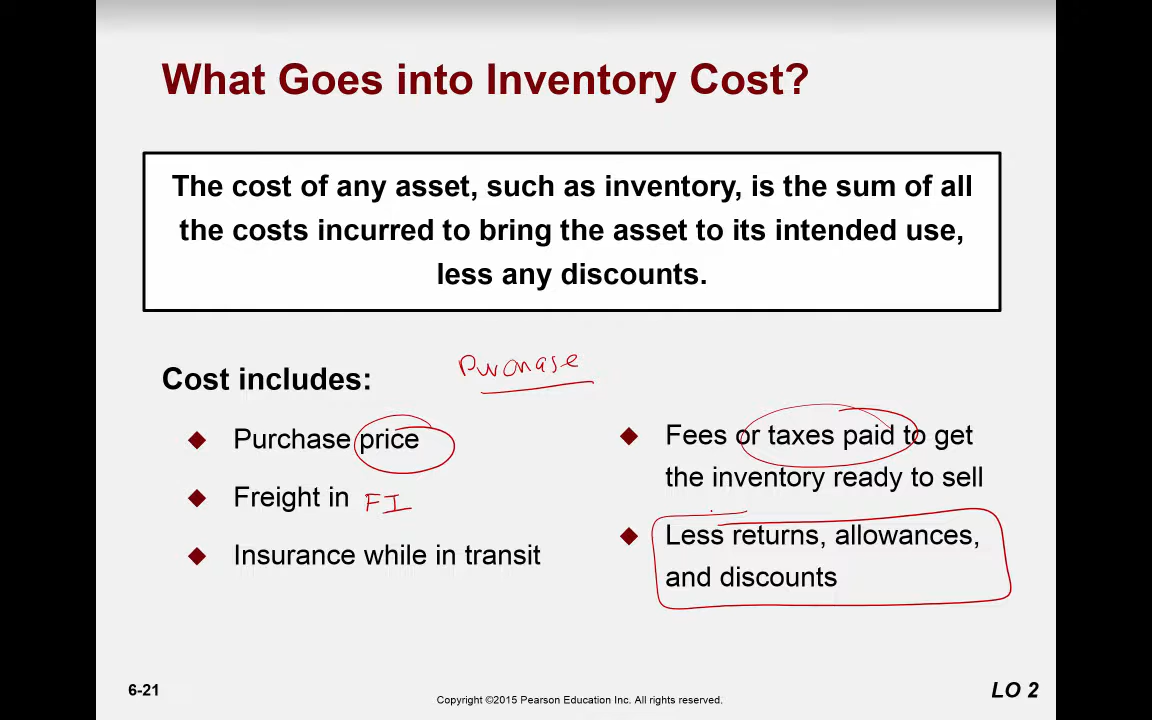 What Goes into Inventory Cost?
The cost of any asset, such as inventory, is the sum of all
the costs incurred to bring the asset to its intended use,
less any discounts.
Purchase
Cost includes:
Purchase price
Freight in FI
Insurance while in transit
Fees or taxes paid to get
the inventory ready to sell
Less returns, allowances,
and discounts
6-21
Copyright ©2015 Pearson Education Inc. All rights reserved.
LO 2